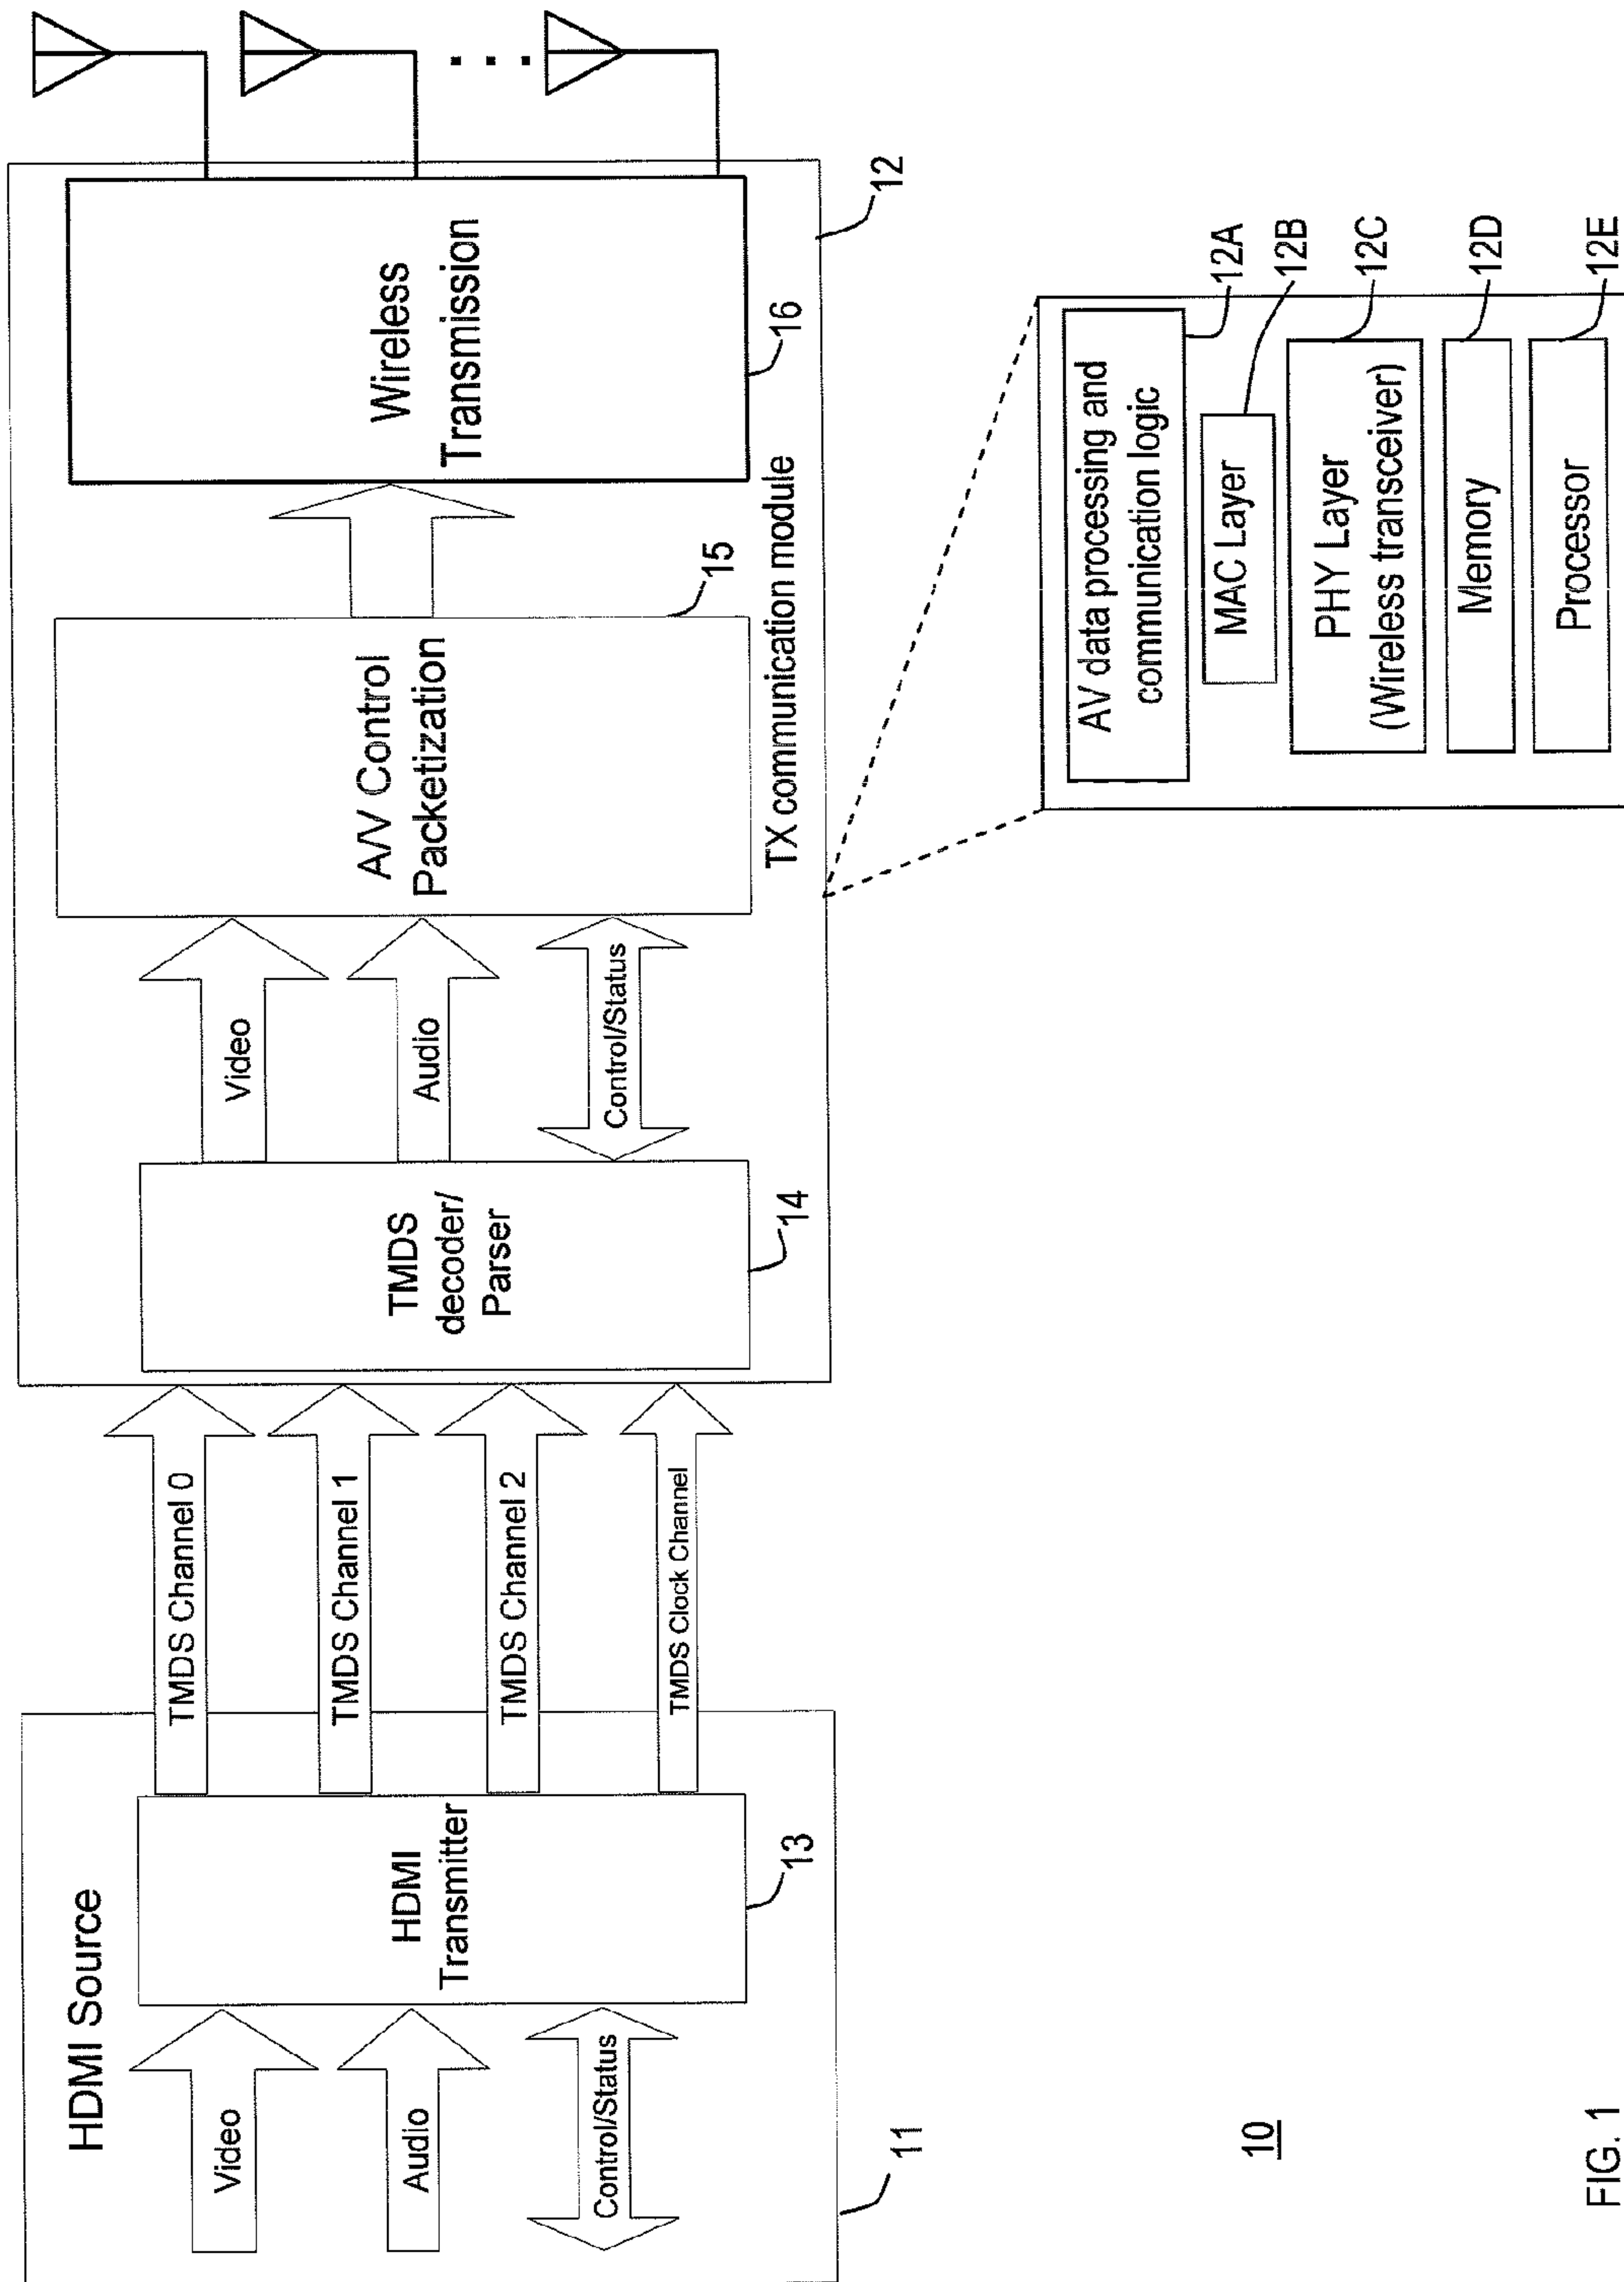 HDMI Source
Video
Audio
Control/Status
HDMI
Transmitter
13
11
TMDS Channel 0
TMDS Channel 1
TMDS Channel 2
TMDS Clock Channel
TMDS
decoder/
Parser
14
Video
Audio
Control/Status
A/V Control
Packetization
15
TX communication module
Wireless
Transmission
16
12
AV data processing and
communication logic
12A
MAC Layer
12B
PHY Layer
(Wireless transceiver)
12C
Memory
12D
Processor
12E
10
FIG. 1